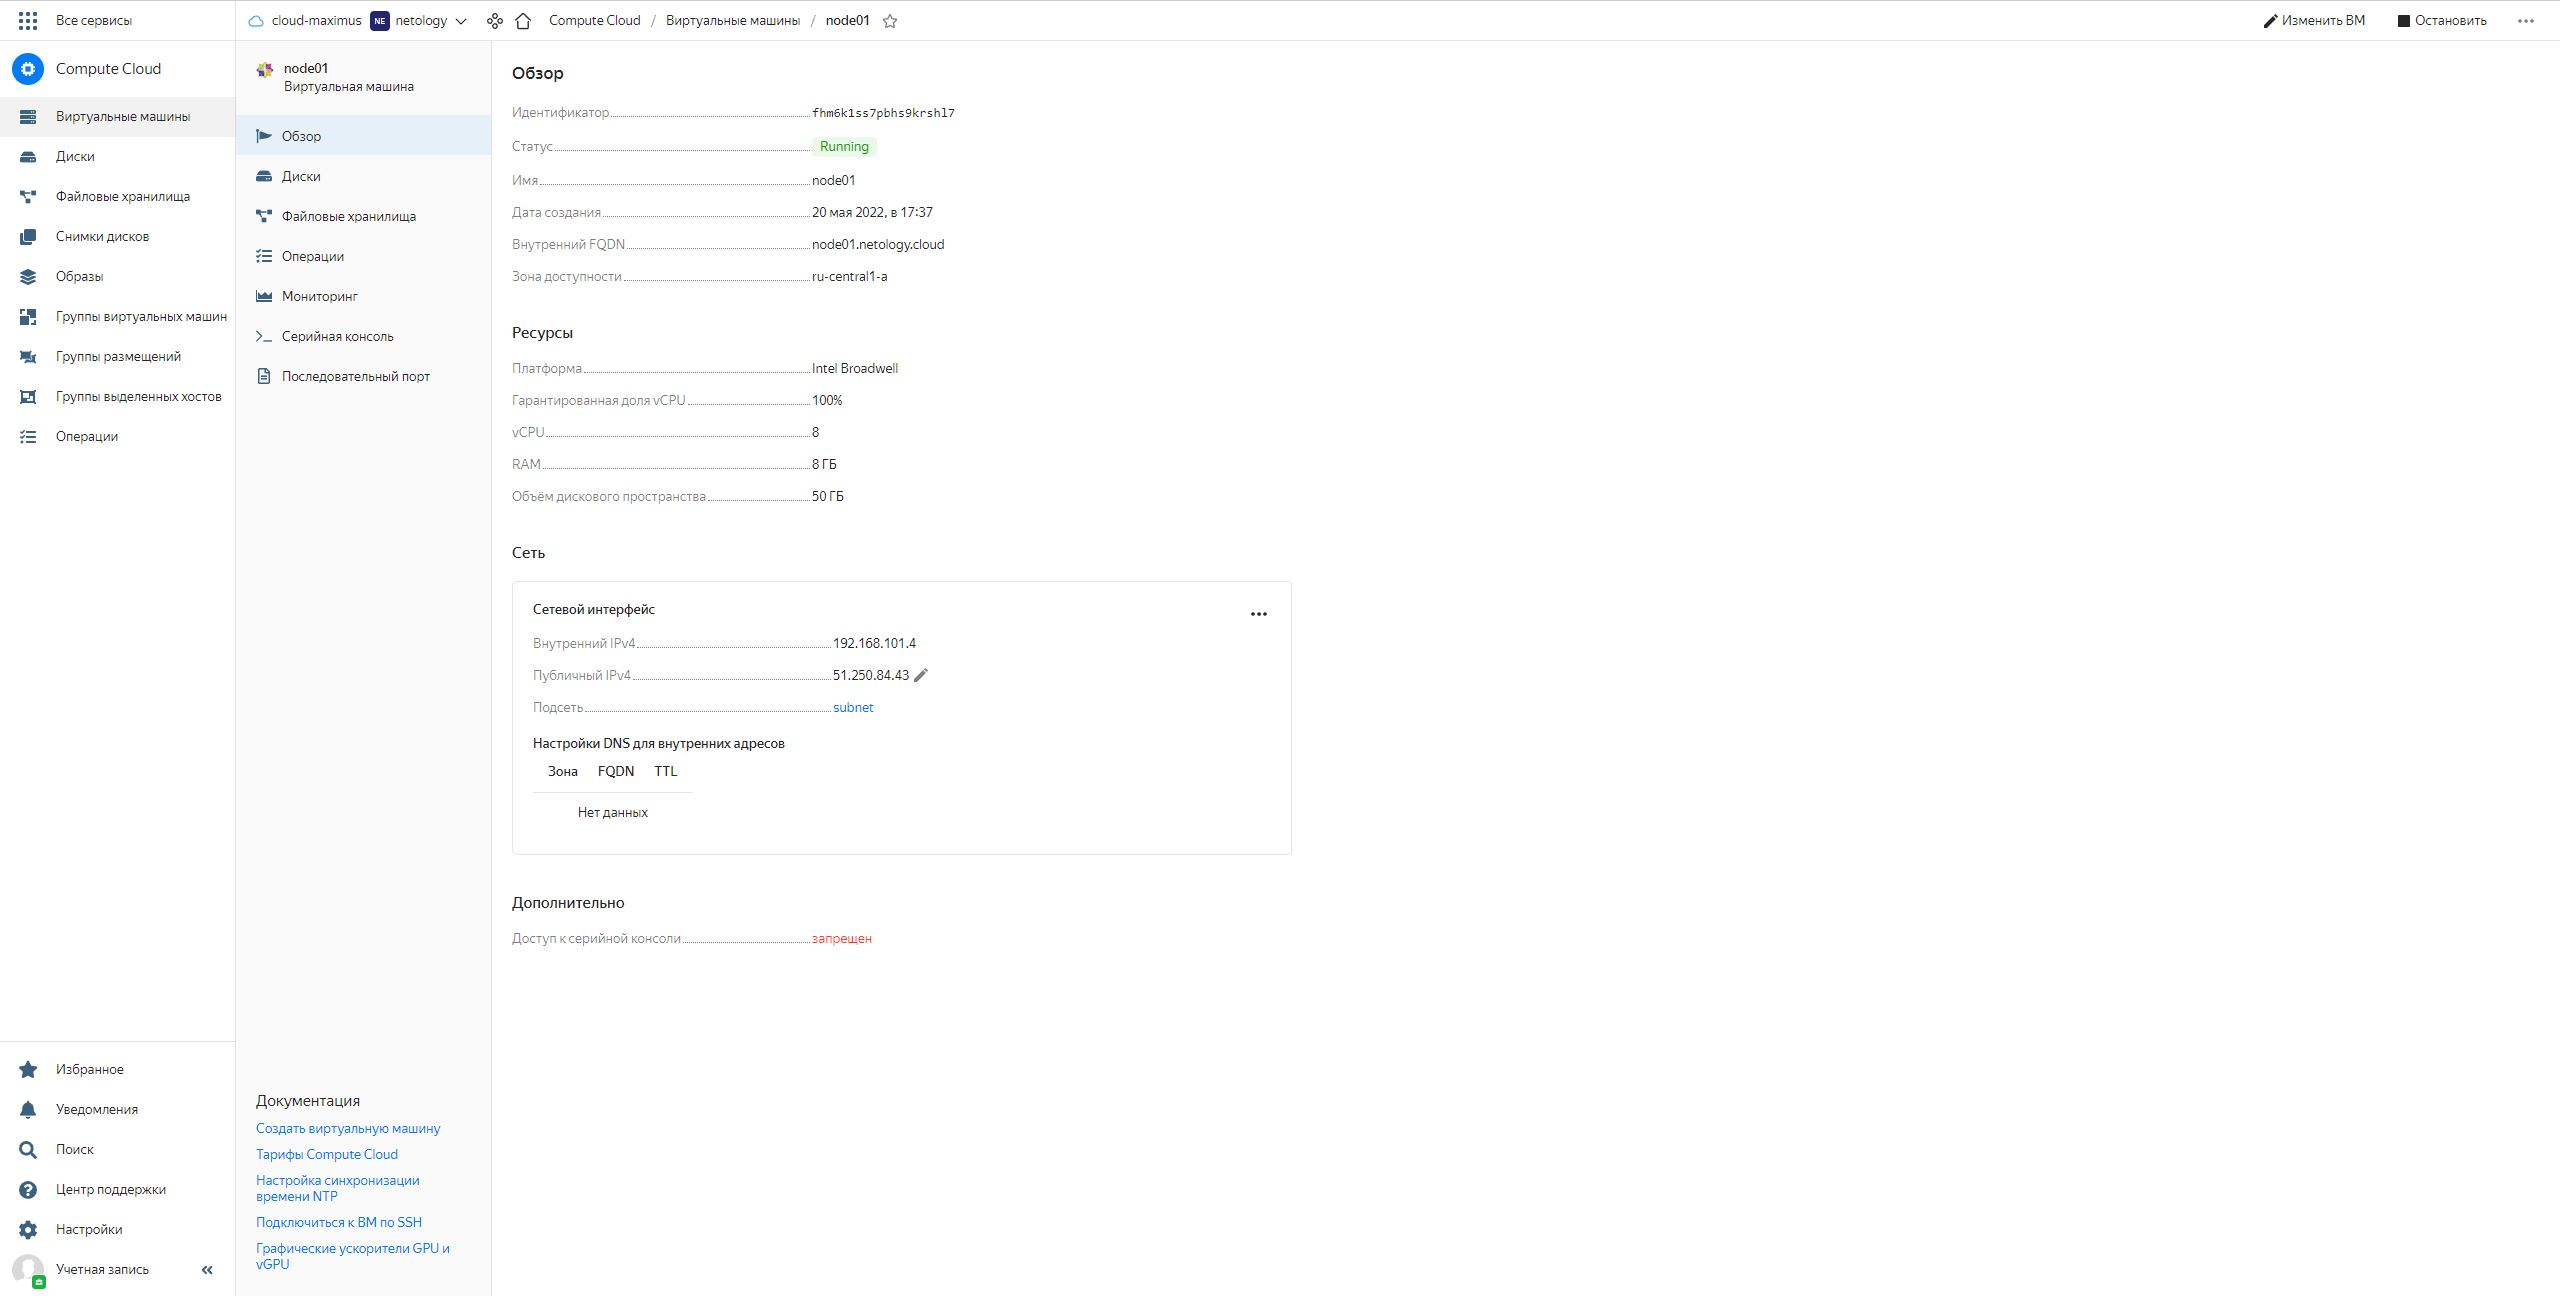 Все сервисы
cloud-maximus NE netology Compute Cloud / Виртуальные машины / node01
Изменить ВМ
Остановить
Compute Cloud
Виртуальные машины
Диски
Файловые хранилища
Снимки дисков
Образы
Группы виртуальных машин
Группы размещений
Группы выделенных хостов
Операции
Избранное
Уведомления
Поиск
Центр поддержки
Настройки
Учетная запись
node01
Виртуальная машина
Обзор
Диски
Файловые хранилища
Операции
Мониторинг
Серийная консоль
Последовательный порт
Документация
Создать виртуальную машину
Тарифы Compute Cloud
Настройка синхронизации
времени NTP
Подключиться к ВМ по SSH
Графические ускорители GPU и
vGPU
Обзор
Идентификатор fhm6k1ss7pbhs9krshl7
Статус Running
Имя node01
Дата создания 20 мая 2022, в 17:37
Внутренний FQDN node01.netology.cloud
Зона доступности ru-central1-a
Ресурсы
Платформа Intel Broadwell
Гарантированная доля vCPU 100%
vCPU 8
RAM 8 ГБ
Объём дискового пространства 50 ГБ
Сеть
Сетевой интерфейс
Внутренний IPv4 192.168.101.4
Публичный IPv4 51.250.84.43
Подсеть subnet
Настройки DNS для внутренних адресов
Зона FQDN TTL
Нет данных
Дополнительно
Доступ к серийной консоли запрещен